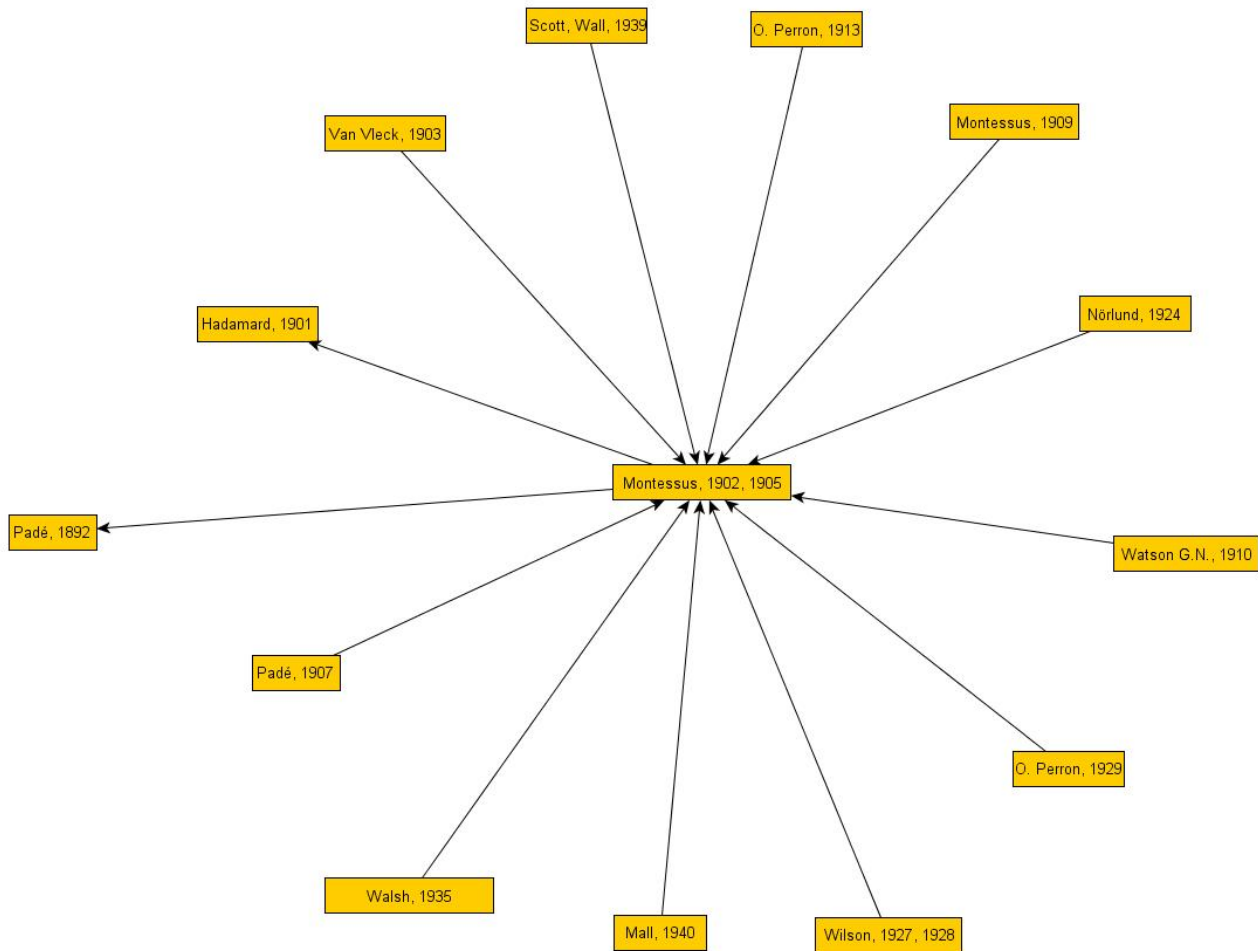 Scott, Wall, 1939
O. Perron, 1913
Montessus, 1909
Van Vleck, 1903
Hadamard, 1901
Nörlund, 1924
Montessus, 1902, 1905
Padé, 1892
Watson G.N., 1910
Padé, 1907
O. Perron, 1929
Walsh, 1935
Mall, 1940
Wilson, 1927, 1928